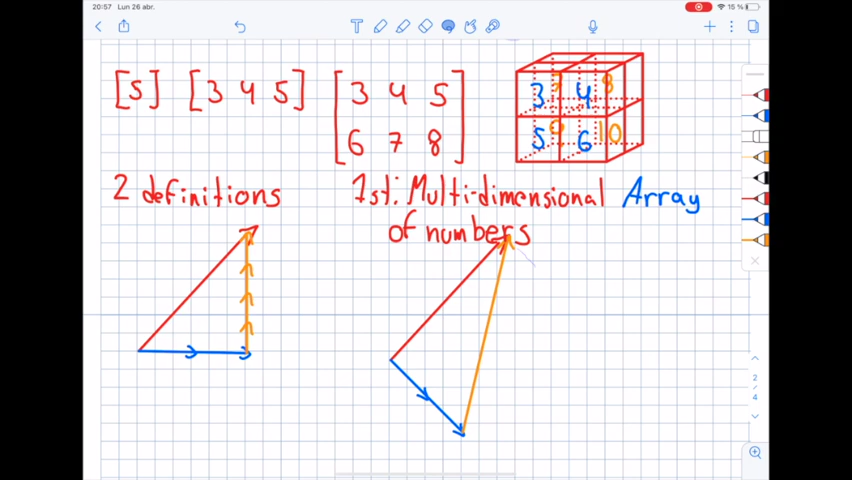 20:57 Lun 26 abr.
15 %
[5] [3 4 5] [3 4 5
6 7 8]
3 4 7 8
5 6 9 10
2 definitions 1st: Multi-dimensional Array
of numbers
2
4